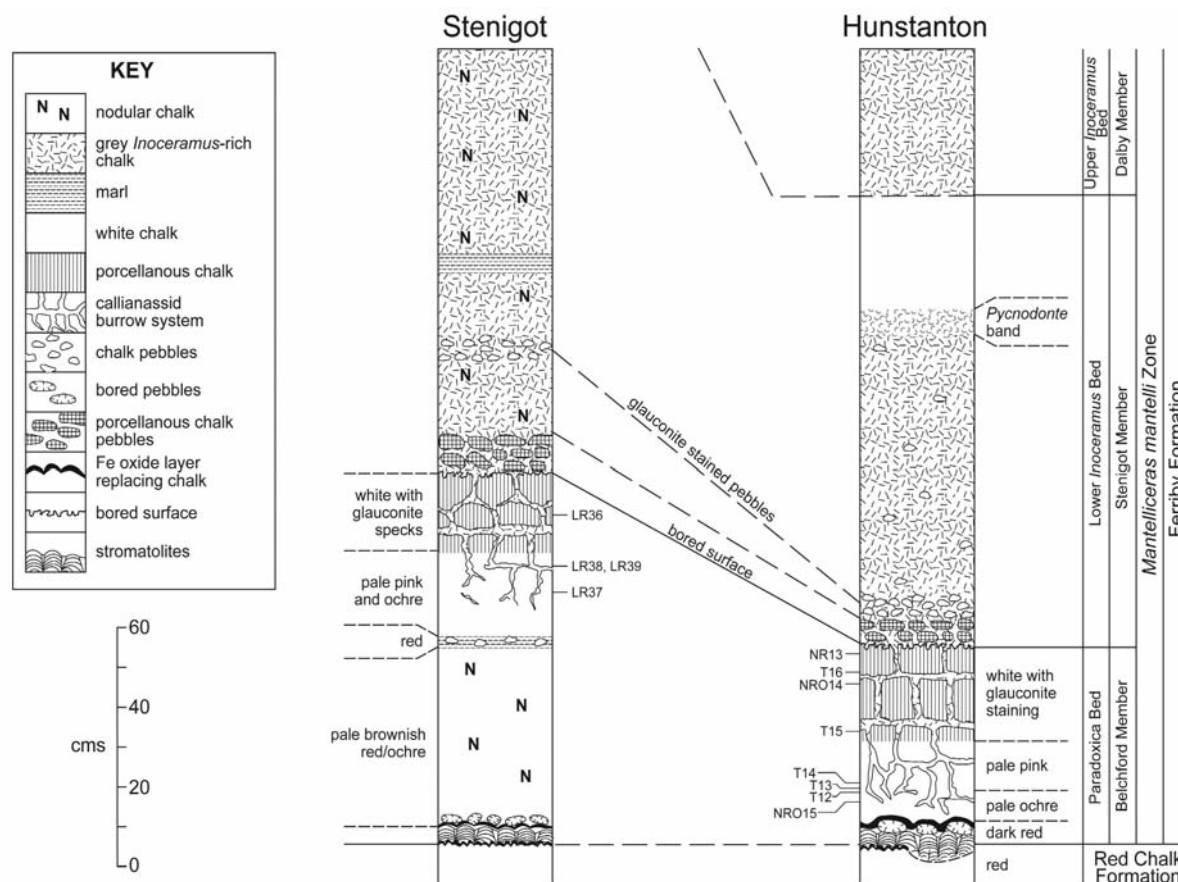 Stenigot
Hunstanton
KEY
N N
nodular chalk
grey Inoceramus-rich
chalk
marl
white chalk
porcellanous chalk
callianassid
burrow system
chalk pebbles
bored pebbles
porcellanous chalk
pebbles
Fe oxide layer
replacing chalk
bored surface
stromatolites
60
40
cms
20
0
N
N
N
N
N
N
N
N
white with
glauconite
specks
LR36
LR38, LR39
LR37
pale pink
and ochre
red
N
N
N
N
pale brownish
red/ochre
glauconite stained pebbles
bored surface
Pycnodonte
band
NR13
T16
NRO14
T15
T14
T13
T12
NRO15
white with
glauconite
staining
pale pink
pale ochre
dark red
red
Upper Inoceramus
Bed
Dalby Member
Lower Inoceramus Bed
Stenigot Member
Paradoxica Bed
Belchford Member
Mantelliceras mantelli Zone
Ferriby Formation
Red Chalk
Formation